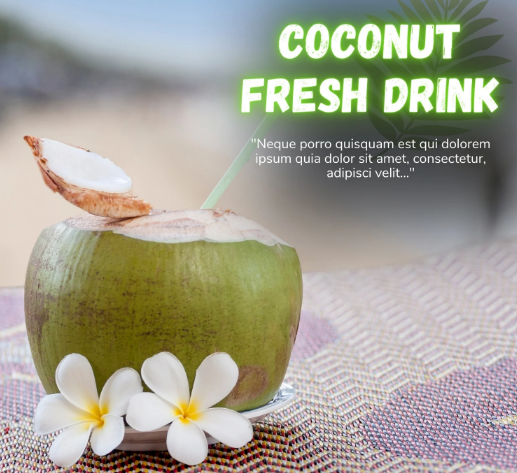 COCONUT
FRESH DRINK
"Neque porro quisquam est qui dolorem
ipsum quia dolor sit amet, consectetur,
adipisci velit..."